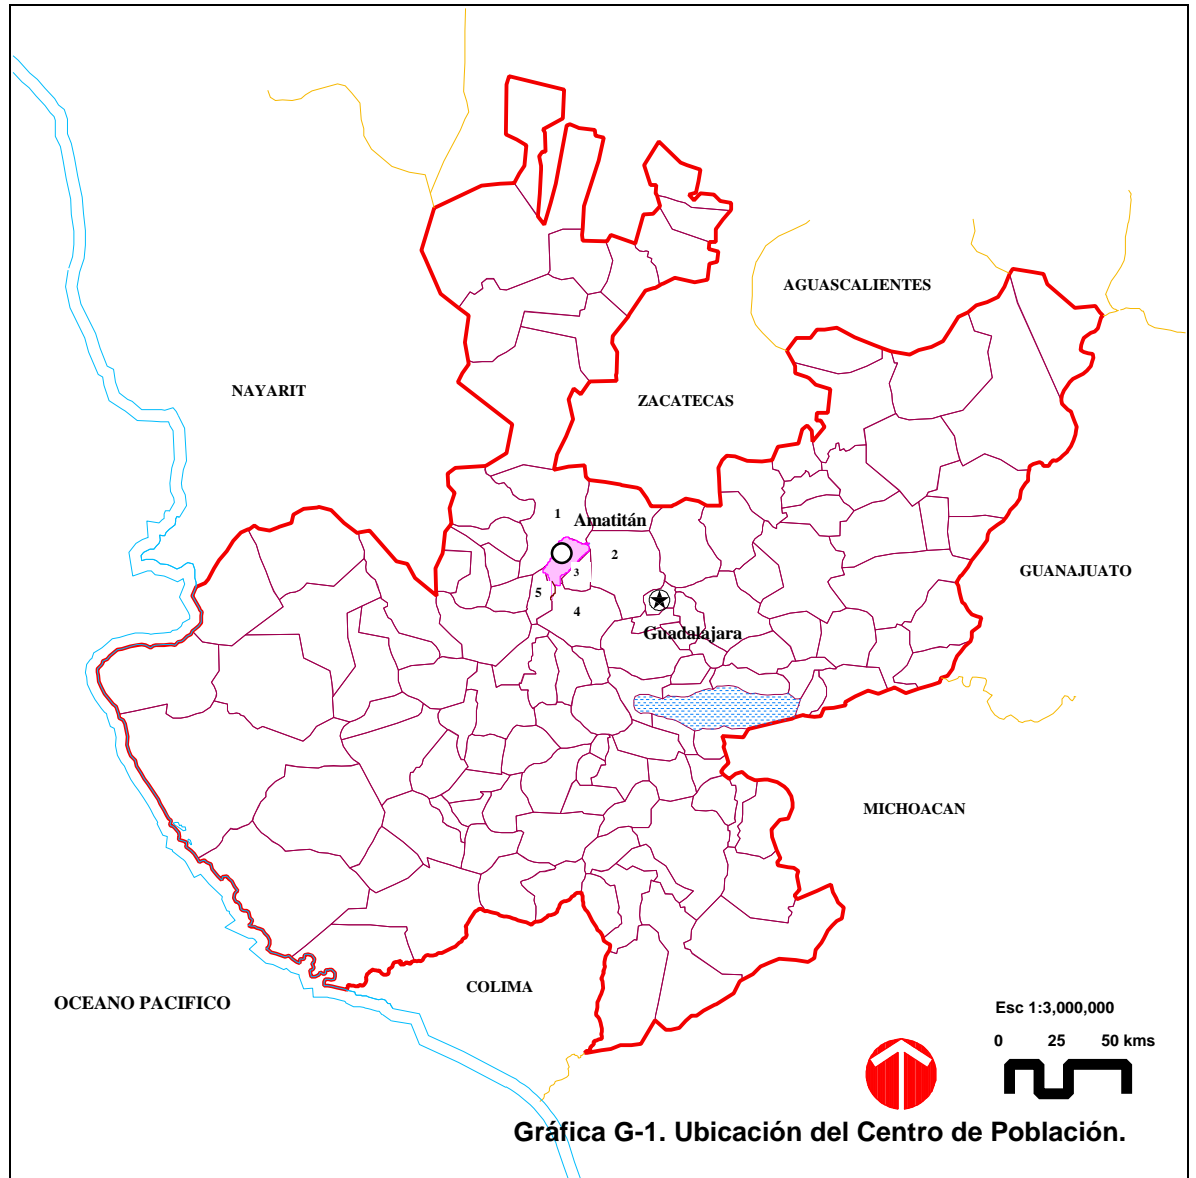 AGUASCALIENTES
NAYARIT
ZACATECAS
1
Amatitán
2
3
GUANAJUATO
5
4
Guadalajara
MICHOACAN
COLIMA
OCEANO PACIFICO
Esc 1:3,000,000
0 25 50 kms
Gráfica G-1. Ubicación del Centro de Población.